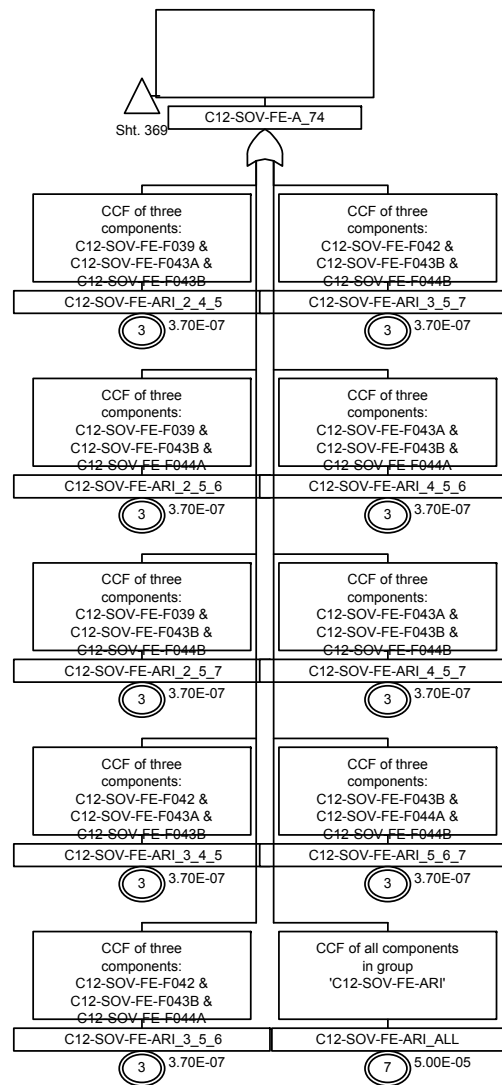 Sht. 369
C12-SOV-FE-A_74
CCF of three
components:
C12-SOV-FE-F039 &
C12-SOV-FE-F043A &
C12-SOV-FE-F043B
C12-SOV-FE-ARI_2_4_5
3
3.70E-07
CCF of three
components:
C12-SOV-FE-F042 &
C12-SOV-FE-F043B &
C12-SOV-FE-F044B
C12-SOV-FE-ARI_3_5_7
3
3.70E-07
CCF of three
components:
C12-SOV-FE-F039 &
C12-SOV-FE-F043B &
C12-SOV-FE-F044A
C12-SOV-FE-ARI_2_5_6
3
3.70E-07
CCF of three
components:
C12-SOV-FE-F043A &
C12-SOV-FE-F043B &
C12-SOV-FE-F044A
C12-SOV-FE-ARI_4_5_6
3
3.70E-07
CCF of three
components:
C12-SOV-FE-F039 &
C12-SOV-FE-F043B &
C12-SOV-FE-F044B
C12-SOV-FE-ARI_2_5_7
3
3.70E-07
CCF of three
components:
C12-SOV-FE-F043A &
C12-SOV-FE-F043B &
C12-SOV-FE-F044B
C12-SOV-FE-ARI_4_5_7
3
3.70E-07
CCF of three
components:
C12-SOV-FE-F042 &
C12-SOV-FE-F043A &
C12-SOV-FE-F043B
C12-SOV-FE-ARI_3_4_5
3
3.70E-07
CCF of three
components:
C12-SOV-FE-F043B &
C12-SOV-FE-F044A &
C12-SOV-FE-F044B
C12-SOV-FE-ARI_5_6_7
3
3.70E-07
CCF of three
components:
C12-SOV-FE-F042 &
C12-SOV-FE-F043B &
C12-SOV-FE-F044A
C12-SOV-FE-ARI_3_5_6
3
3.70E-07
CCF of all components
in group
'C12-SOV-FE-ARI'
C12-SOV-FE-ARI_ALL
7
5.00E-05